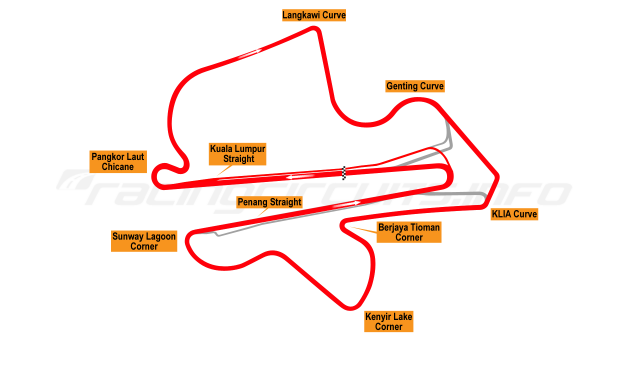 Langkawi Curve
Genting Curve
Kuala Lumpur
Straight
Pangkor Laut
Chicane
racingcircuits.info
Penang Straight
KLIA Curve
Berjaya Tioman
Corner
Sunway Lagoon
Corner
Kenyir Lake
Corner